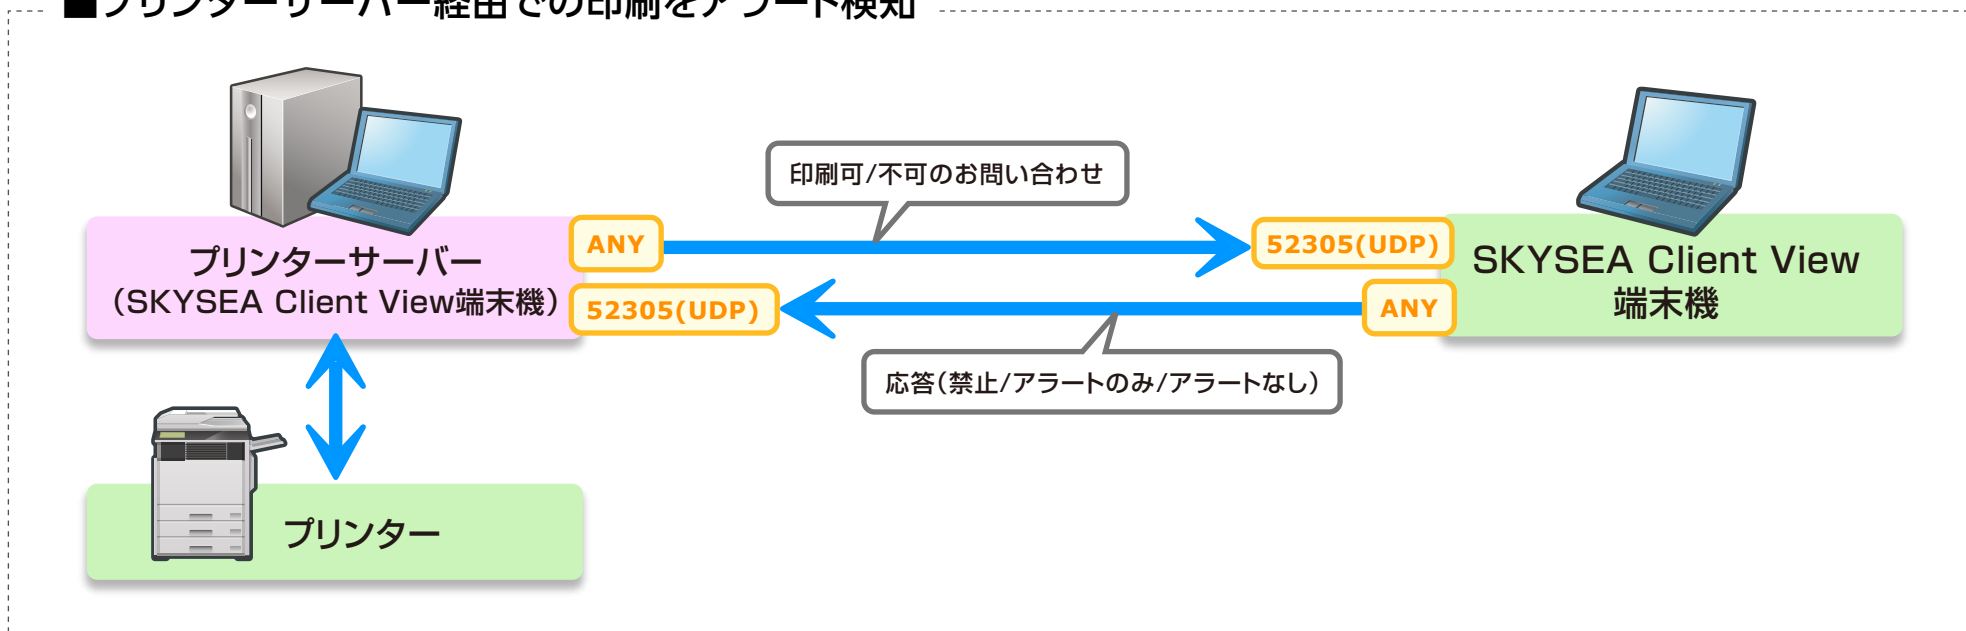 ■プリンターサーバー経由での印刷をアラート検知
印刷可/不可のお問い合わせ
ANY
52305(UDP)
プリンターサーバー
（SKYSEA Client View端末機）
SKYSEA Client View
端末機
52305(UDP)
ANY
応答（禁止/アラートのみ/アラートなし）
プリンター